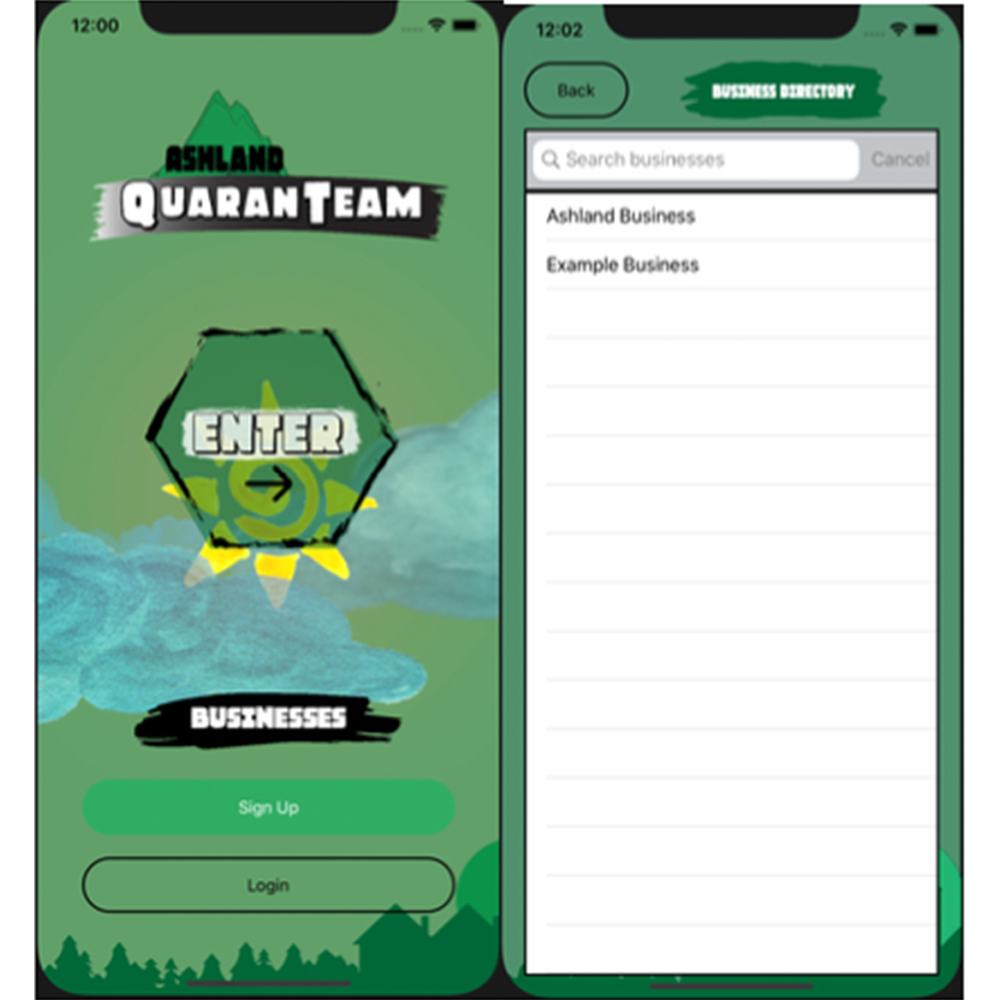 12:00
ASHLAND
QUARANTEAM
ENTER
BUSINESSES
Sign Up
Login
12:02
Back
BUSINESS DIRECTORY
Search businesses
Cancel
Ashland Business
Example Business